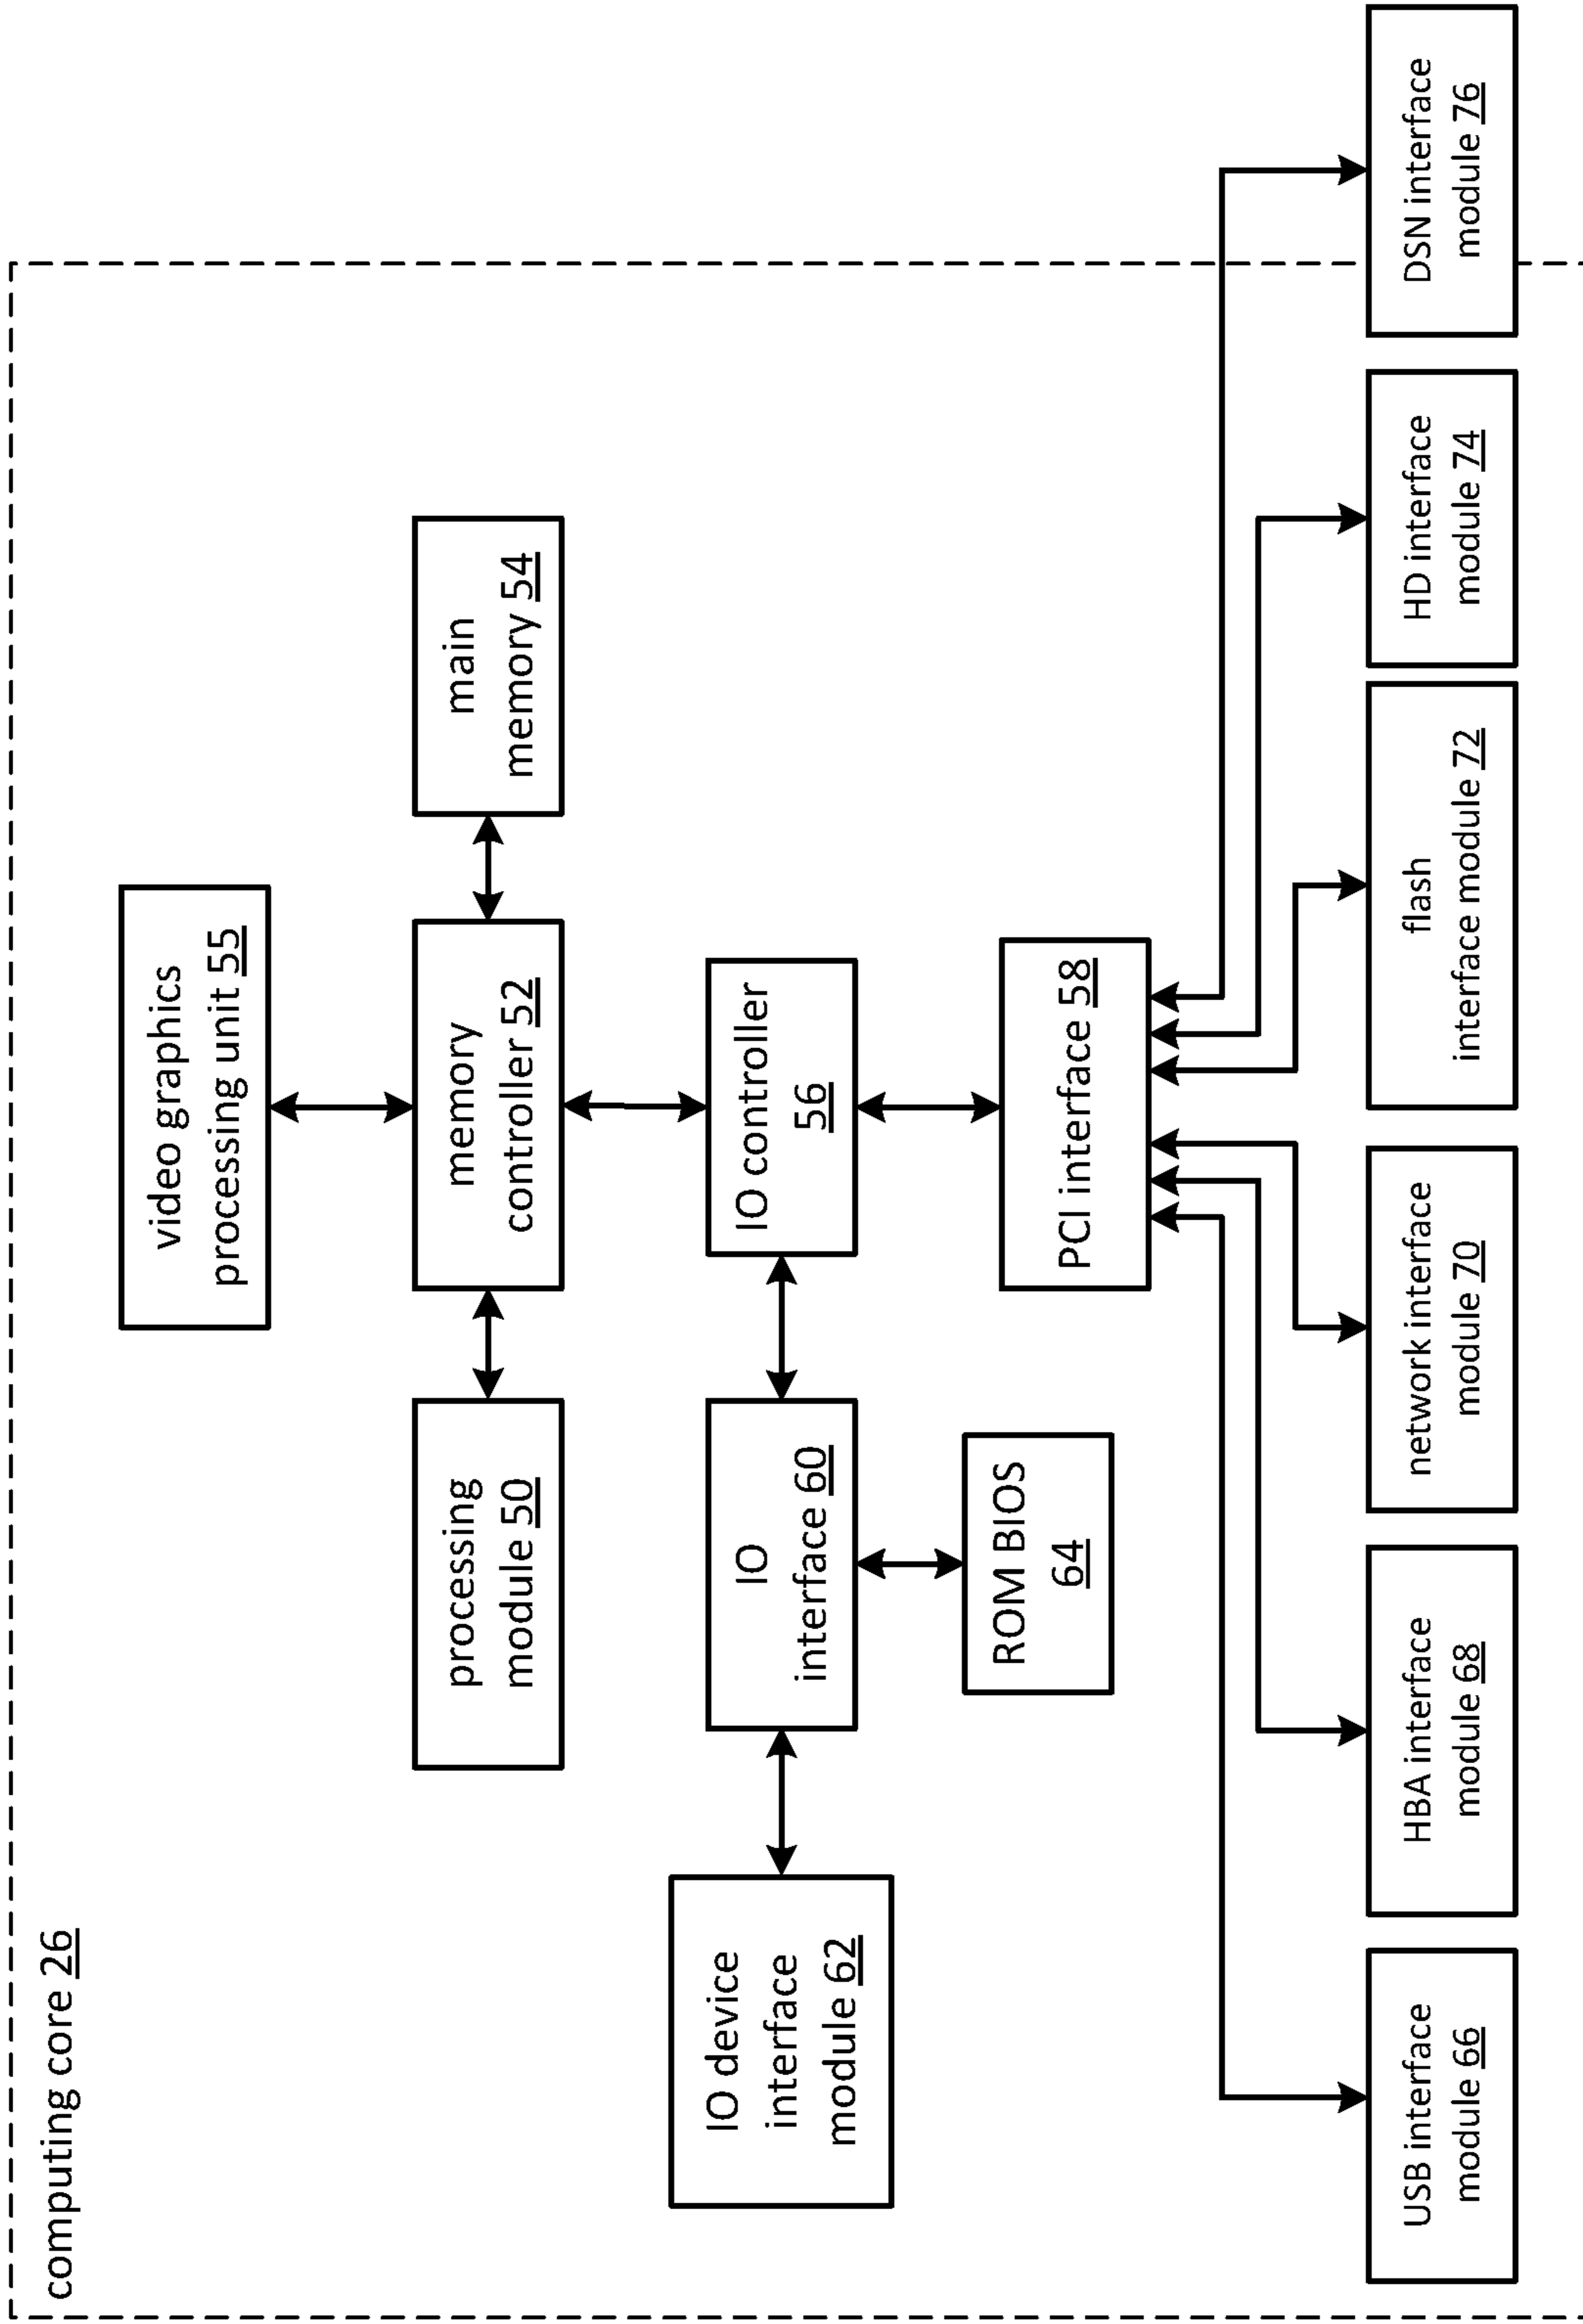 computing core 26
video graphics
processing unit 55
processing
module 50
memory
controller 52
main
memory 54
IO device
interface
module 62
IO
interface 60
IO controller
56
ROM BIOS
64
PCI interface 58
USB interface
module 66
HBA interface
module 68
network interface
module 70
flash
interface module 72
HD interface
module 74
DSN interface
module 76